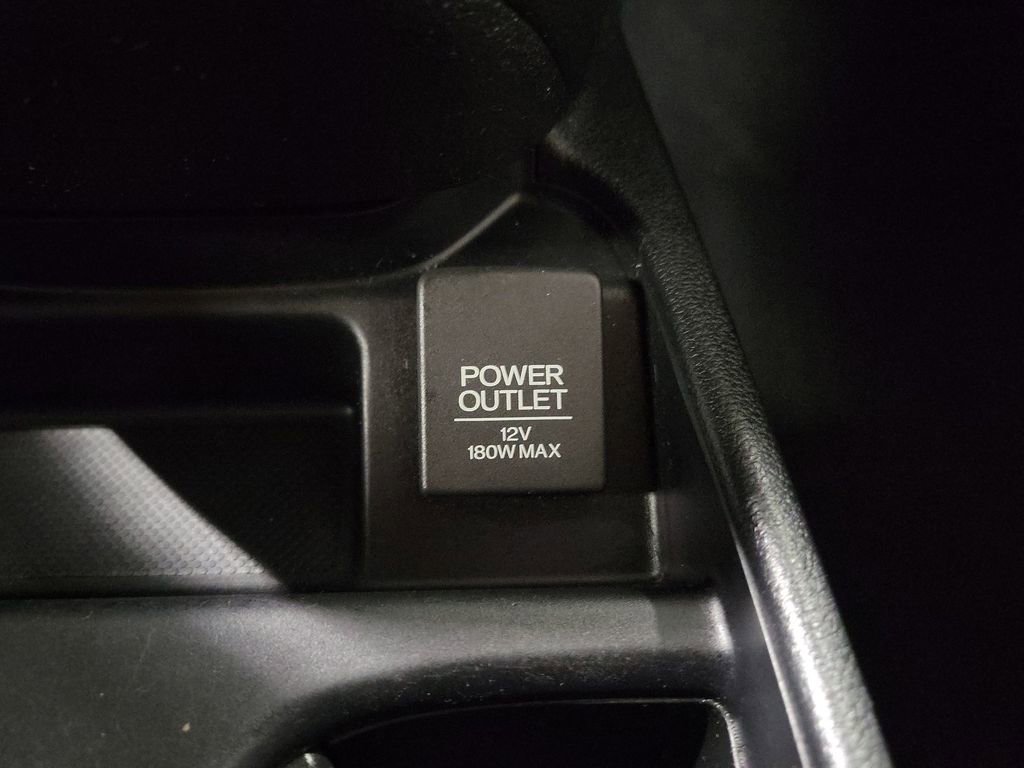 POWER
OUTLET
12V
180W MAX